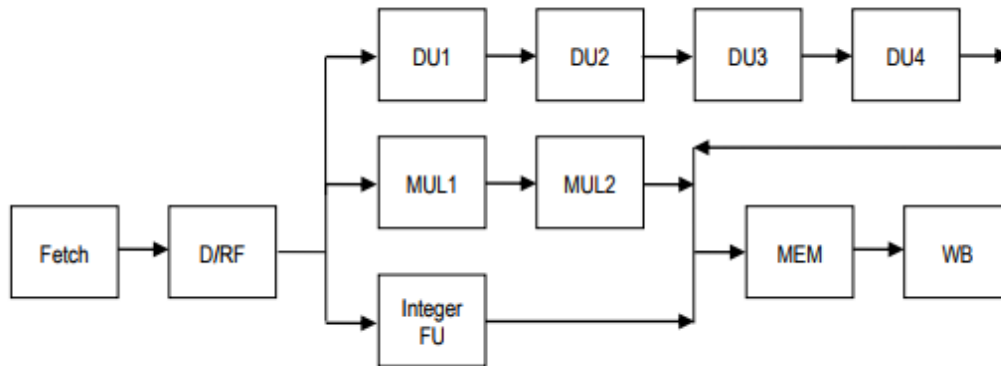 DU1
DU2
DU3
DU4
MUL1
MUL2
Fetch
D/RF
MEM
WB
Integer
FU